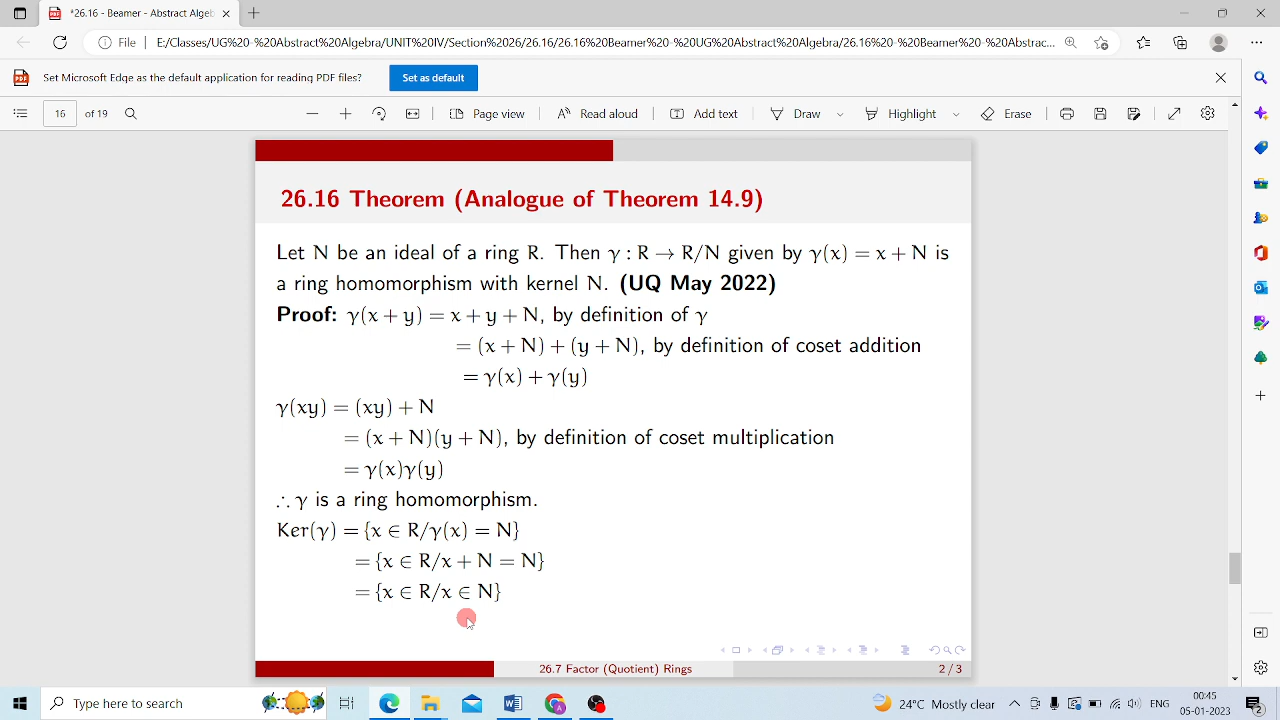 *26.16 - Beamer - Abstract Algeb
File
E:/Classes/UG%20-%20Abstract%20Algebra/UNIT%20IV/Section%2026/26.16/26.16%20-%20Beamer%20-%20UG%20Abstract%20Algebra/26.16%20-%20Beamer%20-%20Abstrac...
Set Microsoft Edge as the default application for reading PDF files?
Set as default
16 of 19
Page view
Read aloud
Add text
Draw
Highlight
Erase
26.16 Theorem (Analogue of Theorem 14.9)
Let N be an ideal of a ring R. Then γ : R → R/N given by γ(x) = x + N is
a ring homomorphism with kernel N. (UQ May 2022)
Proof: γ(x + y) = x + y + N, by definition of γ
= (x + N) + (y + N), by definition of coset addition
= γ(x) + γ(y)
γ(xy) = (xy) + N
= (x + N)(y + N), by definition of coset multiplication
= γ(x)γ(y)
∴ γ is a ring homomorphism.
Ker(γ) = {x ∈ R/γ(x) = N}
= {x ∈ R/x + N = N}
= {x ∈ R/x ∈ N}
26.7 Factor (Quotient) Rings
2 / 3
Type here to search
24°C Mostly clear
ENG
00:45
05-01-2023
2